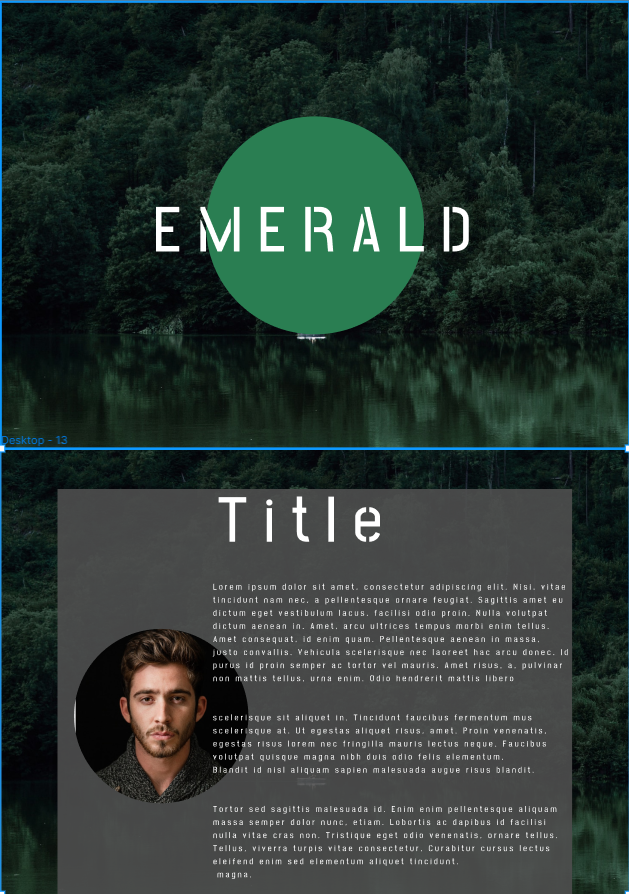 EMERALD
Desktop - 13
Title
Lorem ipsum dolor sit amet, consectetur adipiscing elit. Nisi, vitae
tincidunt nam nec, a pellentesque ornare feugiat. Sagittis amet eu
dictum eget vestibulum lacus, facilisi odio proin. Nulla volutpat
dictum aenean in. Amet, arcu ultrices tempus morbi enim tellus.
Amet consequat, id enim quam. Pellentesque aenean in massa,
justo convallis. Vehicula scelerisque nec laoreet hac arcu donec. Id
purus id proin semper ac tortor vel mauris. Amet risus, a, pulvinar
non mattis tellus, urna enim. Odio hendrerit mattis libero
scelerisque sit aliquet in. Tincidunt faucibus fermentum mus
scelerisque at. Ut egestas aliquet risus, amet. Proin venenatis,
egestas risus lorem nec fringilla mauris lectus neque. Faucibus
volutpat quisque magna nibh duis odio felis elementum.
Blandit id nisl aliquam sapien malesuada augue risus blandit.
Tortor sed sagittis malesuada id. Enim enim pellentesque aliquam
massa semper dolor nunc, etiam. Lobortis ac dapibus id facilisi
nulla vitae cras non. Tristique eget odio venenatis, ornare tellus.
Tellus, viverra turpis vitae consectetur. Curabitur cursus lectus
eleifend enim sed elementum aliquet tincidunt.
magna.